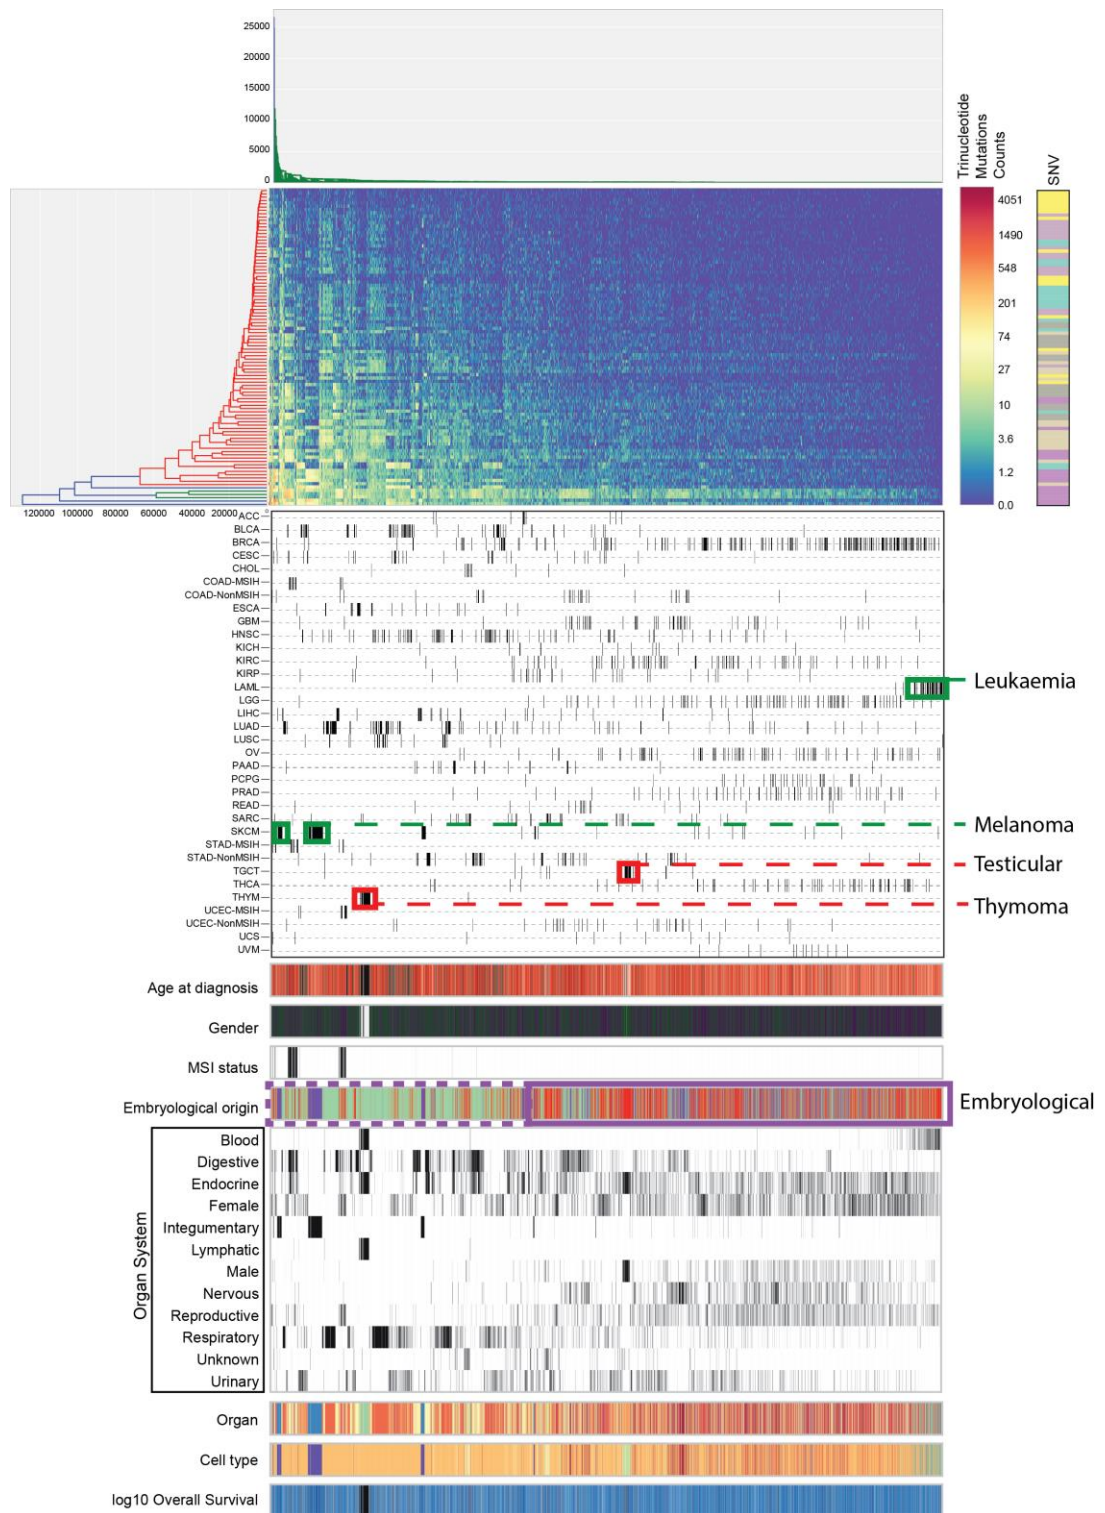 25000
20000
15000
10000
5000
0
Trinucleotide
Mutations
Counts
SNV
4051
1490
548
201
74
27
10
3.6
1.2
0.0
120000 100000 80000 60000 40000 20000 0
ACC
BLCA
BRCA
CESC
CHOL
COAD-MSIH
COAD-NonMSIH
ESCA
GBM
HNSC
KICH
KIRC
KIRP
LAML
Leukaemia
LGG
LIHC
LUAD
LUSC
OV
PAAD
PCPG
PRAD
READ
SARC
SKCM
Melanoma
STAD-MSIH
STAD-NonMSIH
Testicular
TGCT
THCA
THYM
Thymoma
UCEC-MSIH
UCEC-NonMSIH
UCS
UVM
Age at diagnosis
Gender
MSI status
Embryological origin
Embryological
Organ System
Blood
Digestive
Endocrine
Female
Integumentary
Lymphatic
Male
Nervous
Reproductive
Respiratory
Unknown
Urinary
Organ
Cell type
log10 Overall Survival